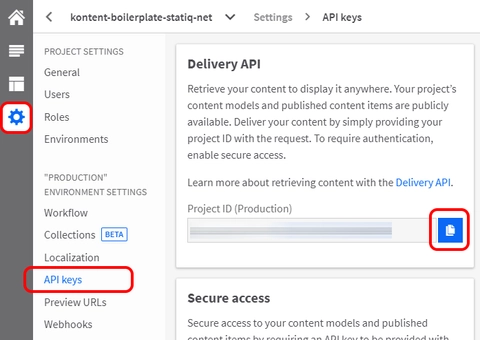 kontent-boilerplate-statiq-net
Settings
API keys
PROJECT SETTINGS
General
Users
Roles
Environments
"PRODUCTION"
ENVIRONMENT SETTINGS
Workflow
Collections BETA
Localization
API keys
Preview URLs
Webhooks
Delivery API
Retrieve your content to display it anywhere. Your project's
content models and published content items are publicly
available. Deliver your content by simply providing your
project ID with the request. To require authentication,
enable secure access.
Learn more about retrieving content with the Delivery API.
Project ID (Production)
Secure access
Secure access to your content models and published
content items by requiring an API key to be provided with